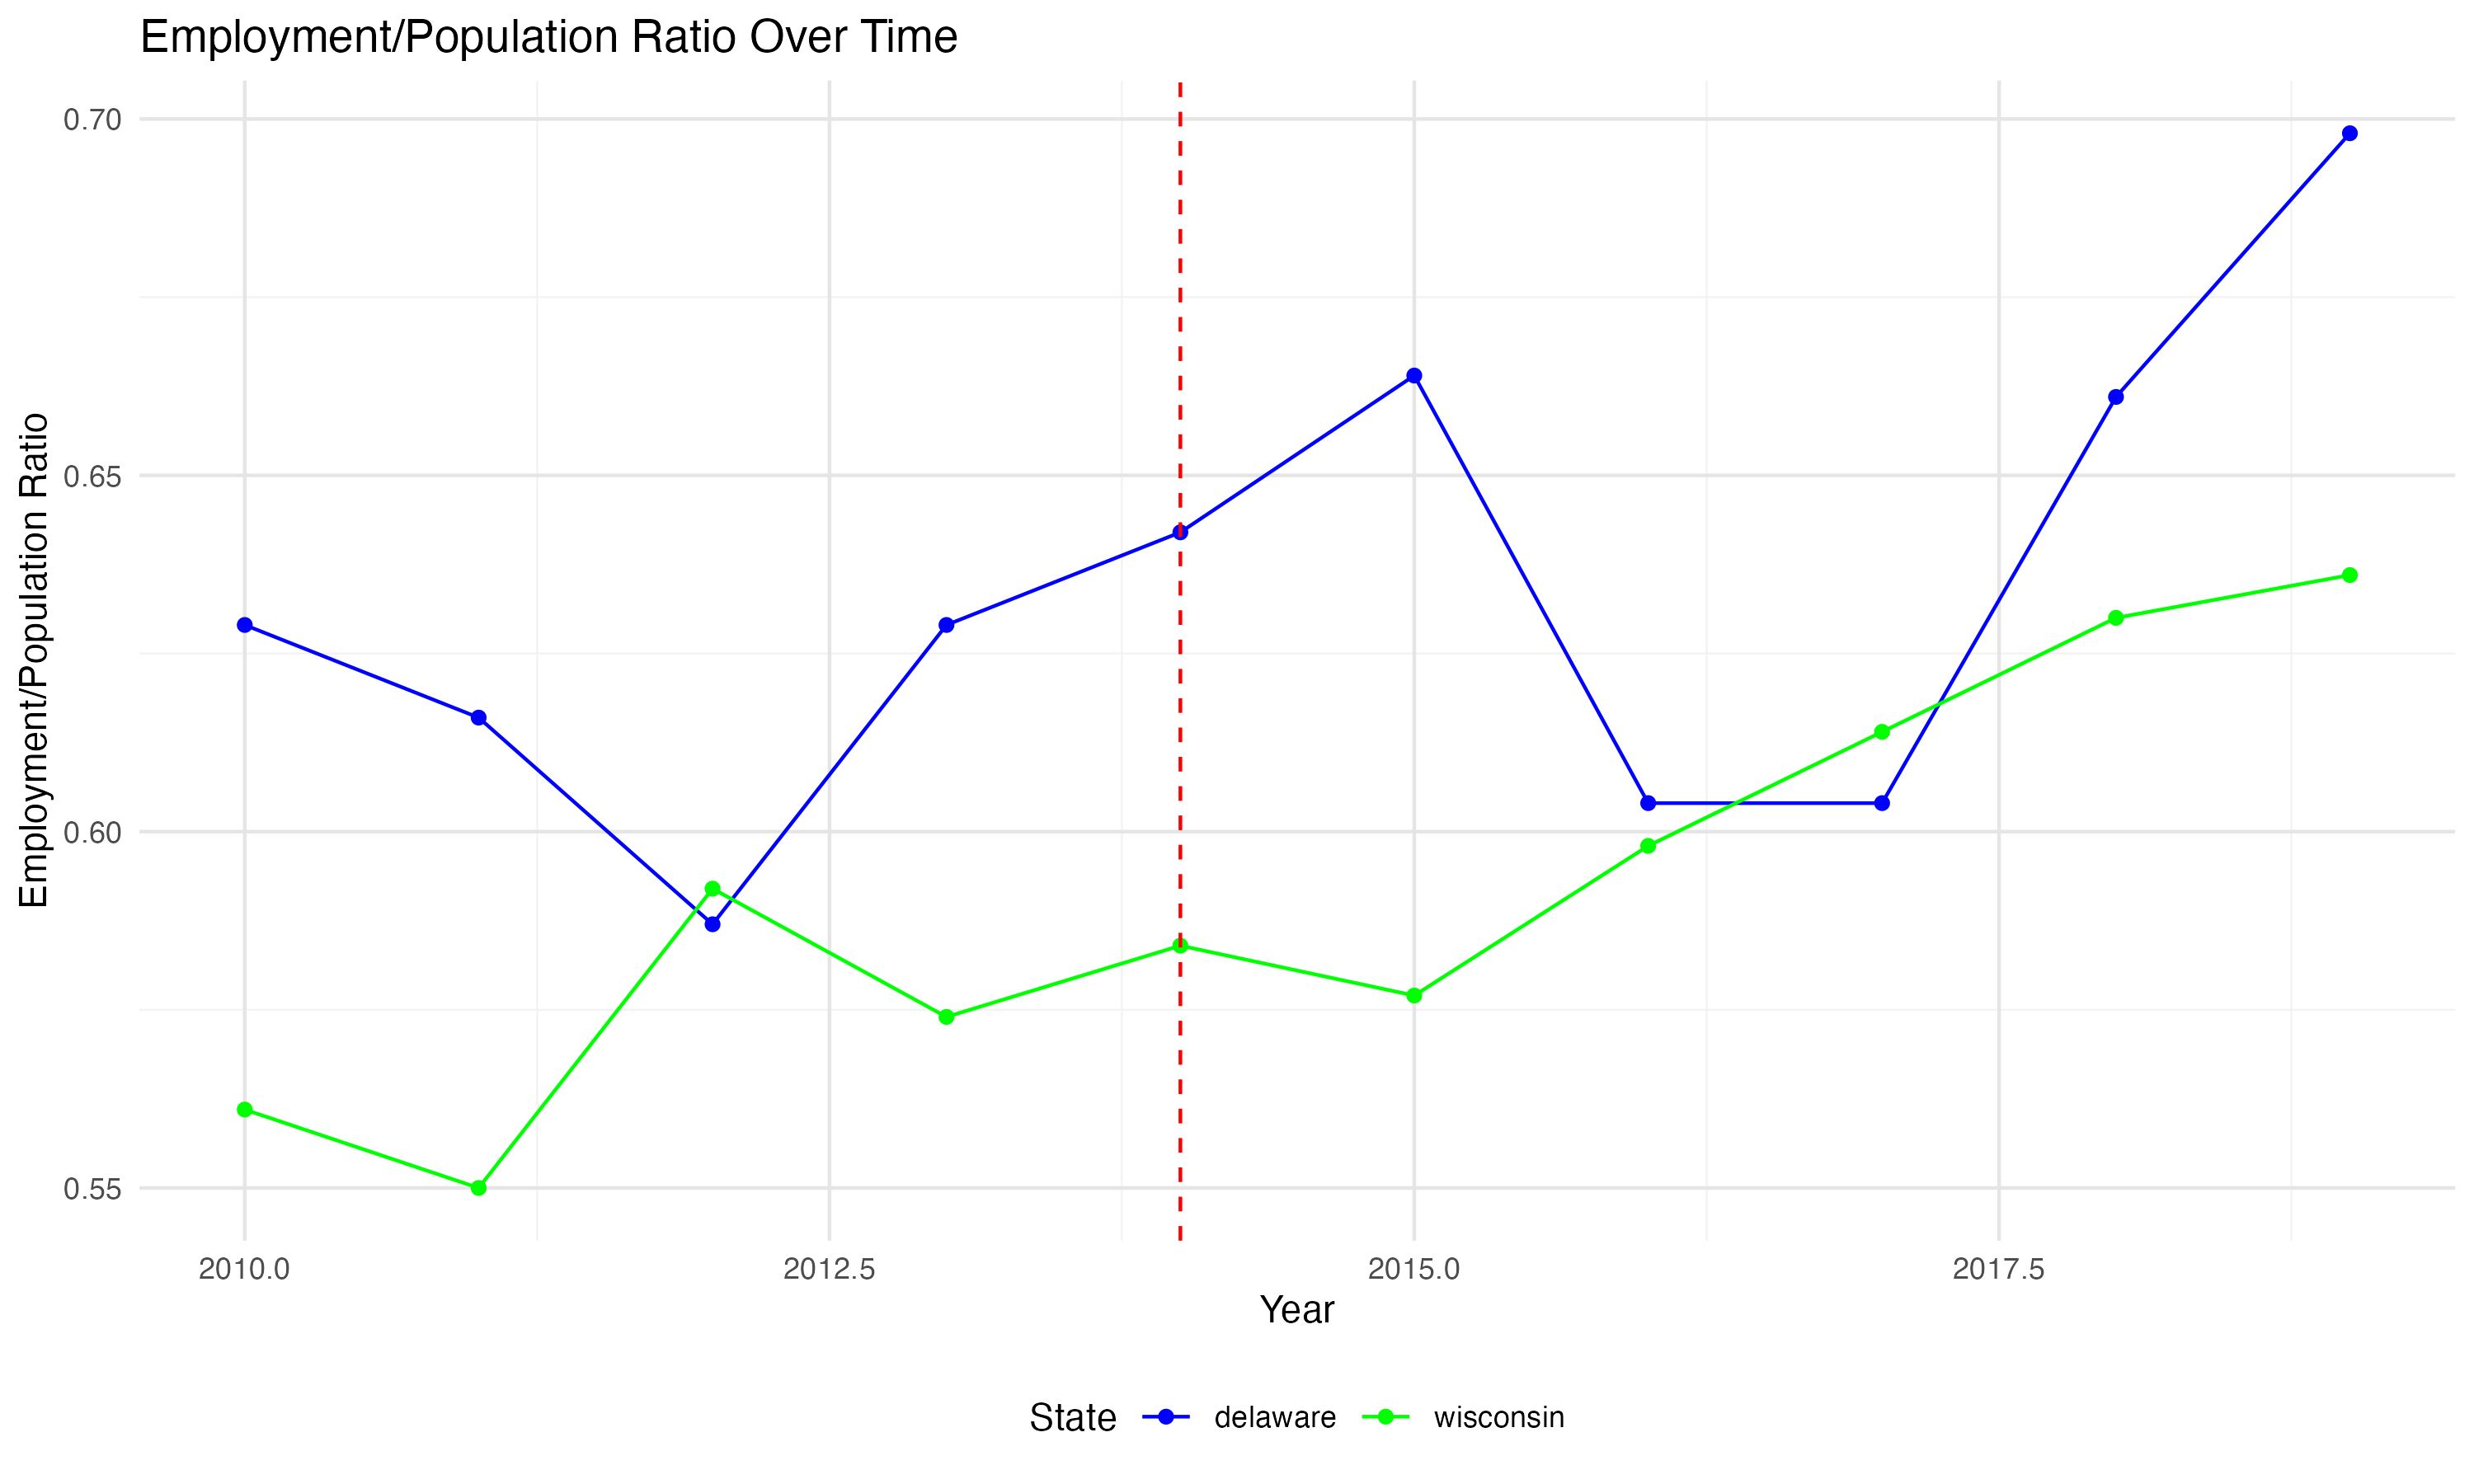 Employment/Population Ratio Over Time
Employment/Population Ratio
0.70
0.65
0.60
0.55
2010.0 2012.5 2015.0 2017.5
Year
State delaware wisconsin